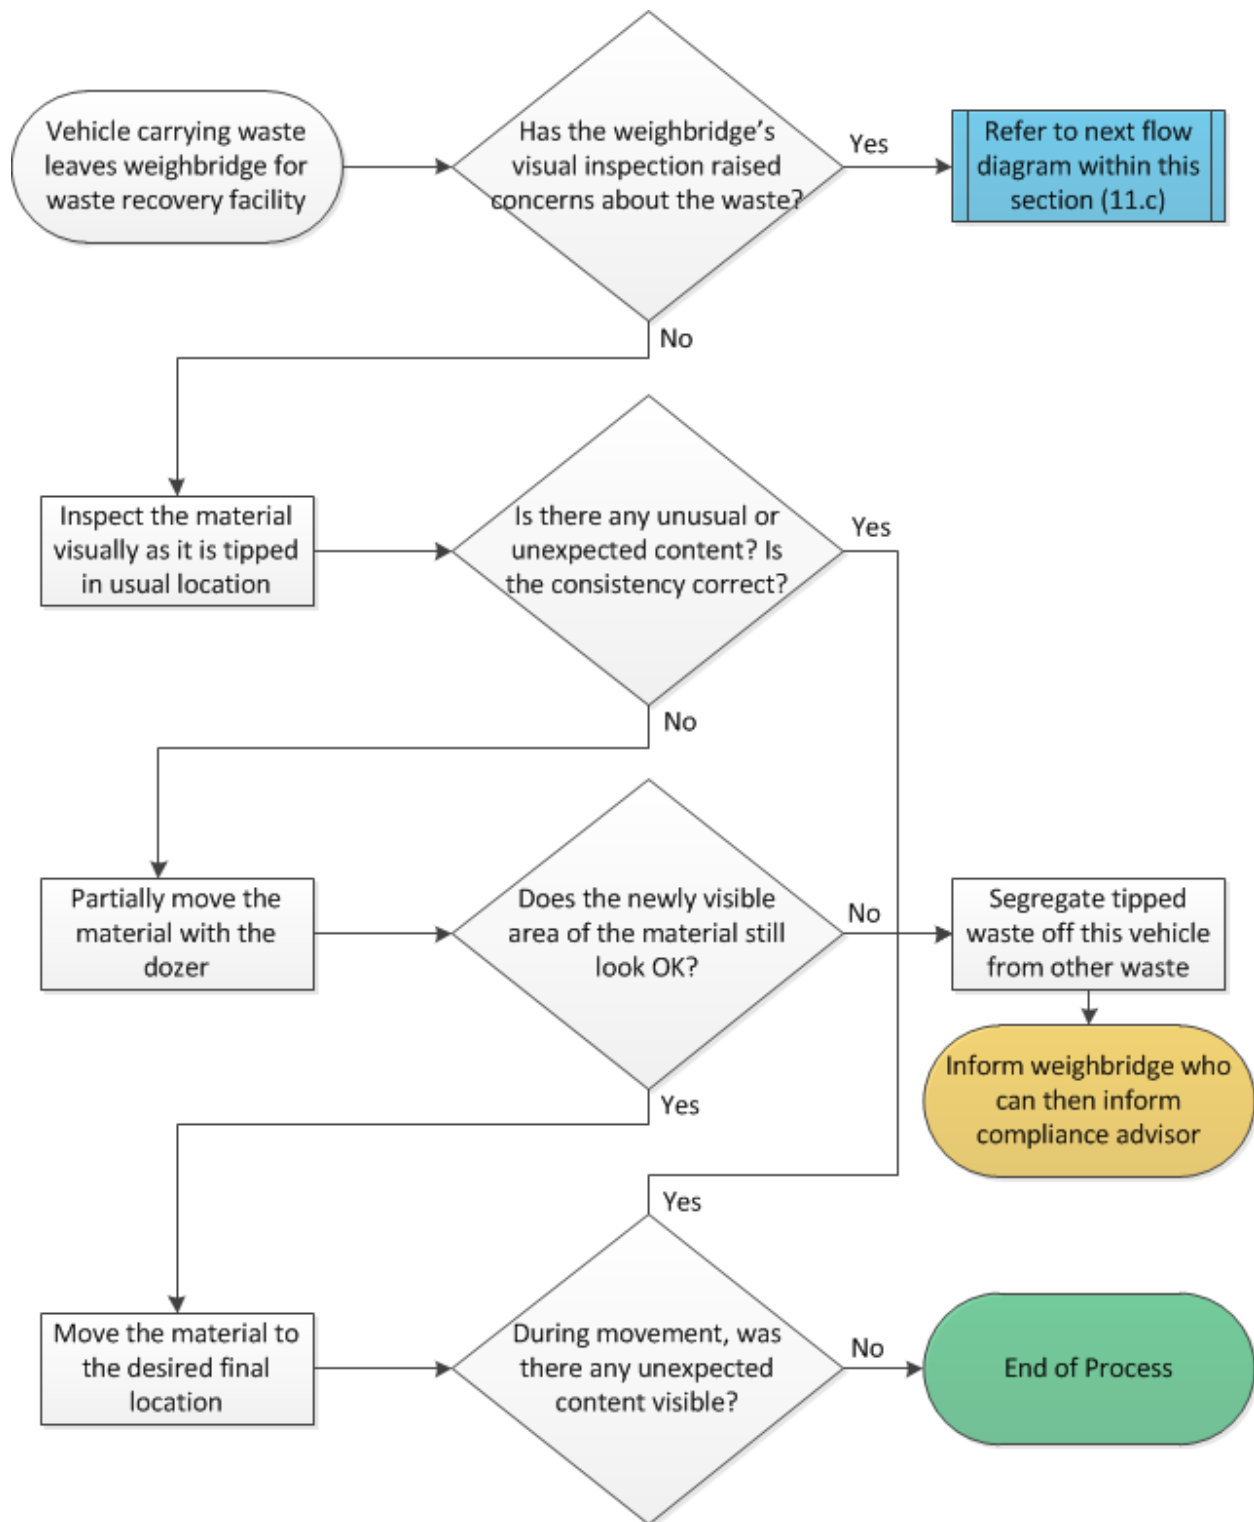 Vehicle carrying waste
leaves weighbridge for
waste recovery facility
Has the weighbridge's
visual inspection raised
concerns about the waste?
Yes
Refer to next flow
diagram within this
section (11.c)
No
Inspect the material
visually as it is tipped
in usual location
Is there any unusual or
unexpected content? Is
the consistency correct?
Yes
No
Partially move the
material with the
dozer
Does the newly visible
area of the material still
look OK?
No
Segregate tipped
waste off this vehicle
from other waste
Inform weighbridge who
can then inform
compliance advisor
Yes
Yes
Move the material to
the desired final
location
During movement, was
there any unexpected
content visible?
No
End of Process